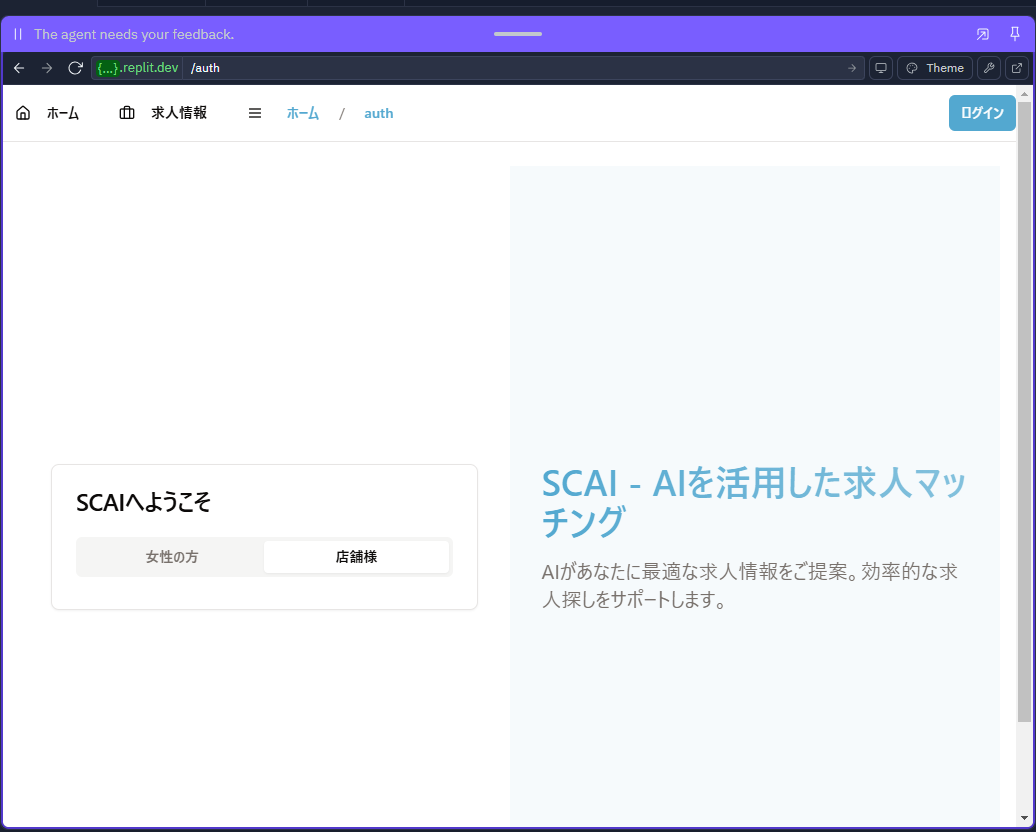 The agent needs your feedback.
{...}.replit.dev /auth Theme
ホーム 求人情報 ホーム / auth ログイン
SCAIへようこそ
女性の方 店舗様
SCAI - AIを活用した求人マッ
チング
AIがあなたに最適な求人情報をご提案。効率的な求
人探しをサポートします。